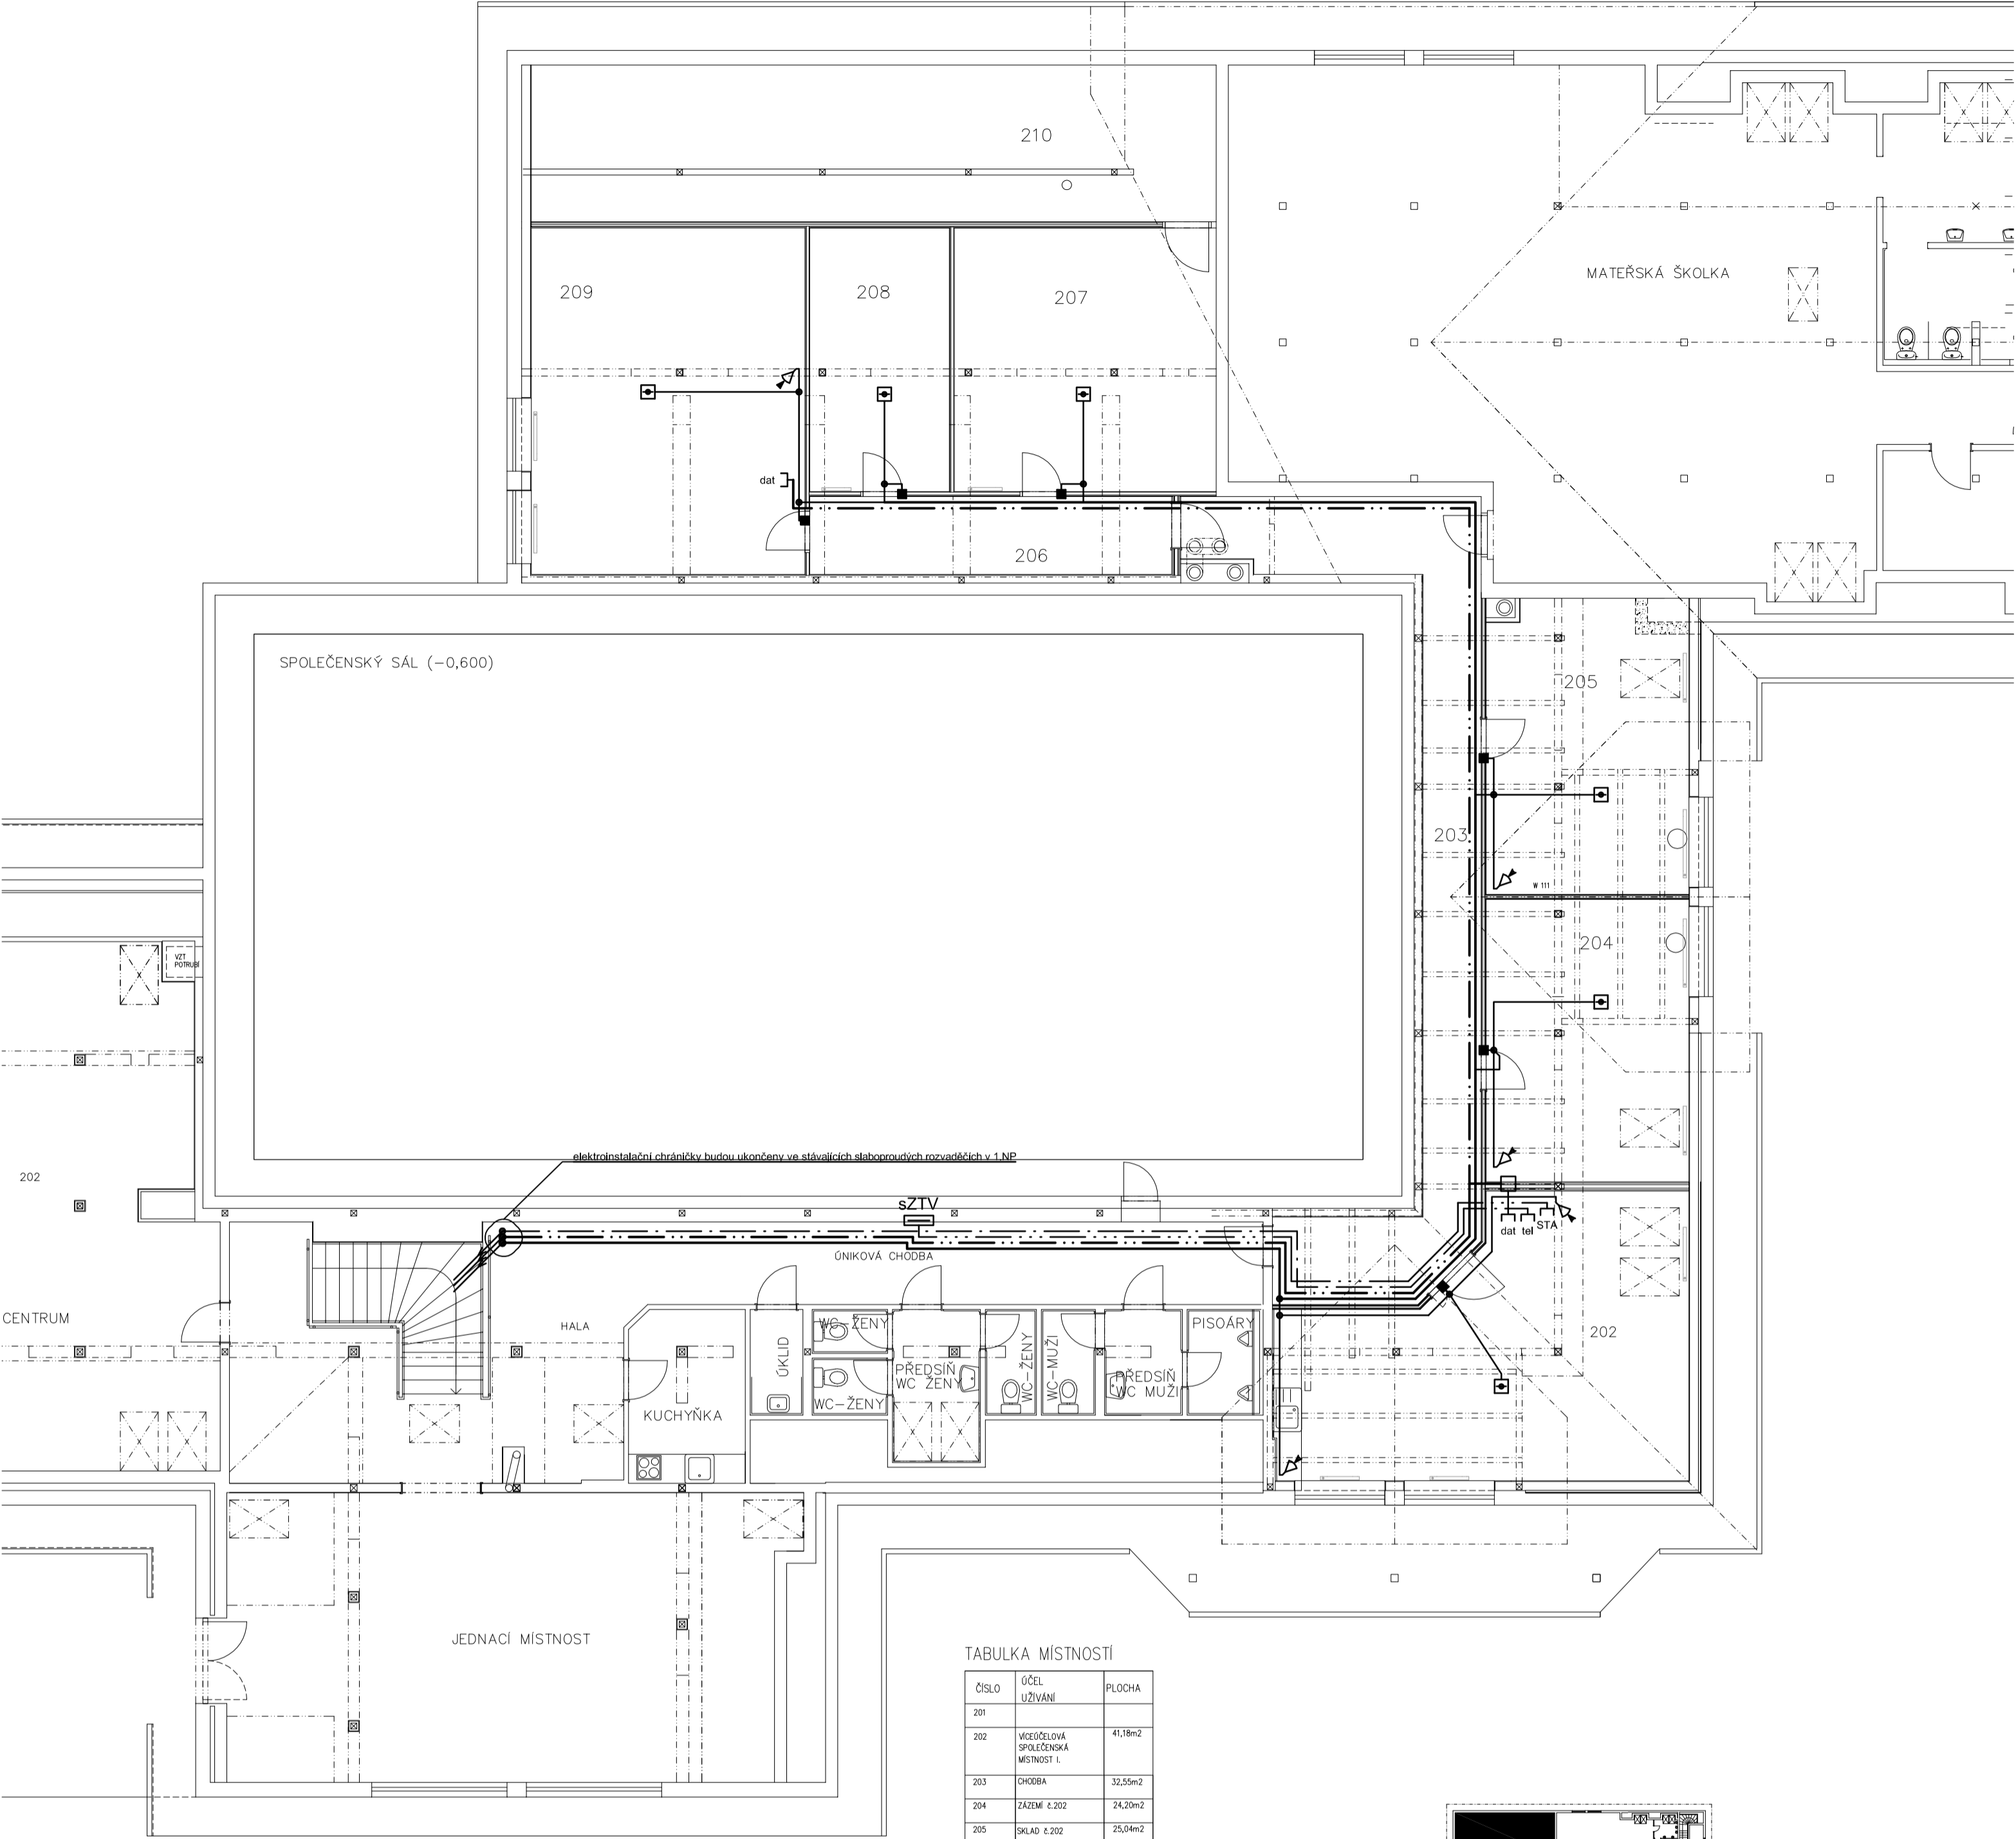 210
MATEŘSKÁ ŠKOLKA
209
208
207
dat
206
SPOLEČENSKÝ SÁL (-0,600)
205
203
W 111
204
VZT
POTRUBÍ
202
elektroinstalační chráničky budou ukončeny ve stávajících slaboproudých rozvaděčích v 1.NP
sZTV
dat tel STA
ÚNIKOVÁ CHODBA
CENTRUM
HALA
202
ÚKLID
WC-ŽENY
WC-ŽENY
PŘEDSÍŇ
WC ŽENY
WC-ŽENY
WC-MUŽI
PŘEDSÍŇ
WC MUŽI
PISOÁRY
KUCHYŇKA
JEDNACÍ MÍSTNOST
TABULKA MÍSTNOSTÍ
ČÍSLO ÚČEL UŽÍVÁNÍ PLOCHA
201
202 VÍCEÚČELOVÁ SPOLEČENSKÁ MÍSTNOST I. 41,18m2
203 CHODBA 32,55m2
204 ZÁZEMÍ č.202 24,20m2
205 SKLAD č.202 25,04m2